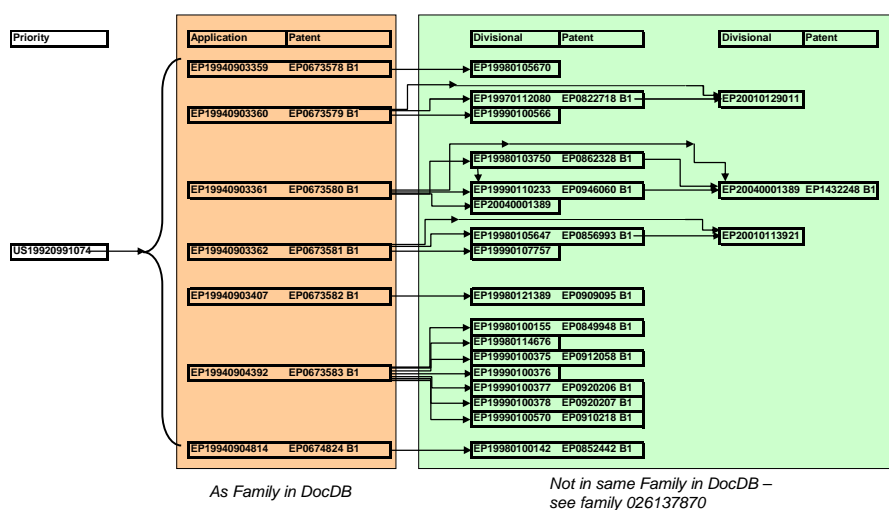 Priority Application Patent Divisional Patent Divisional Patent
EP19940903359 EP0673578 B1 EP19980105670
EP19970112080 EP0822718 B1 EP20010129011
EP19940903360 EP0673579 B1 EP19990100566
EP19980103750 EP0862328 B1
EP19940903361 EP0673580 B1 EP19990110233 EP0946060 B1 EP20040001389 EP1432248 B1
EP20040001389
EP19980105647 EP0856993 B1 EP20010113921
US19920991074 EP19940903362 EP0673581 B1 EP19990107757
EP19940903407 EP0673582 B1 EP19980121389 EP0909095 B1
EP19980100155 EP0849948 B1
EP19980114676
EP19990100375 EP0912058 B1
EP19940904392 EP0673583 B1 EP19990100376
EP19990100377 EP0920206 B1
EP19990100378 EP0920207 B1
EP19990100570 EP0910218 B1
EP19940904814 EP0674824 B1 EP19980100142 EP0852442 B1
As Family in DocDB
Not in same Family in DocDB –
see family 026137870